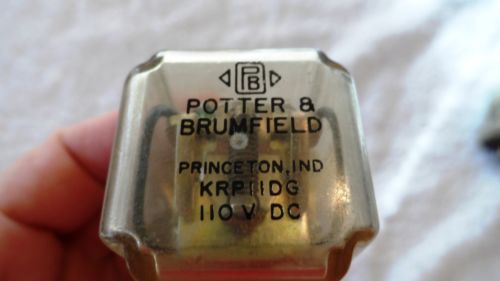 PB
POTTER &
BRUMFIELD
PRINCETON, IND
KRP11DG
110 V DC